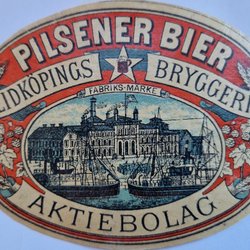 PILSENER BIER
LIDKÖPINGS BRYGGERI
FABRIKS-MÄRKE
AKTIEBOLAG